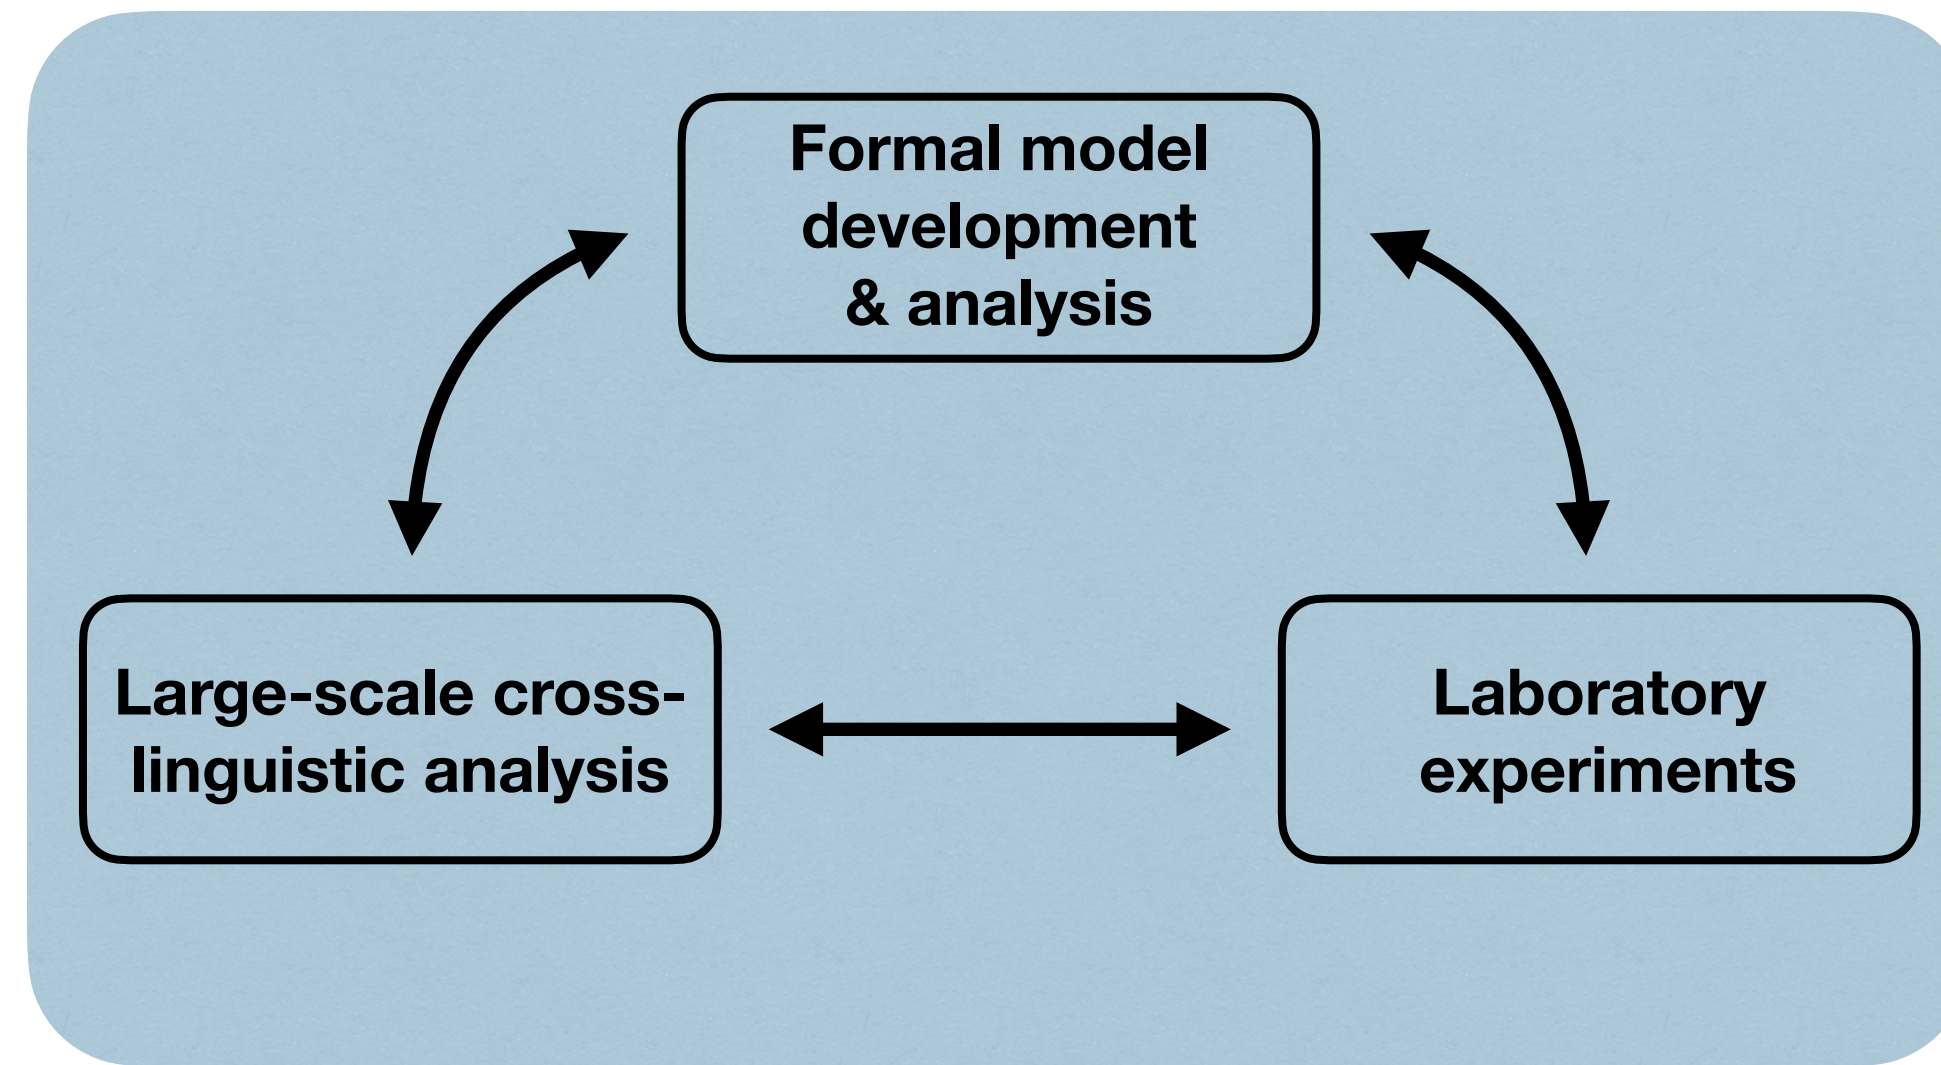 Formal model
development
& analysis
Large-scale cross-
linguistic analysis
Laboratory
experiments